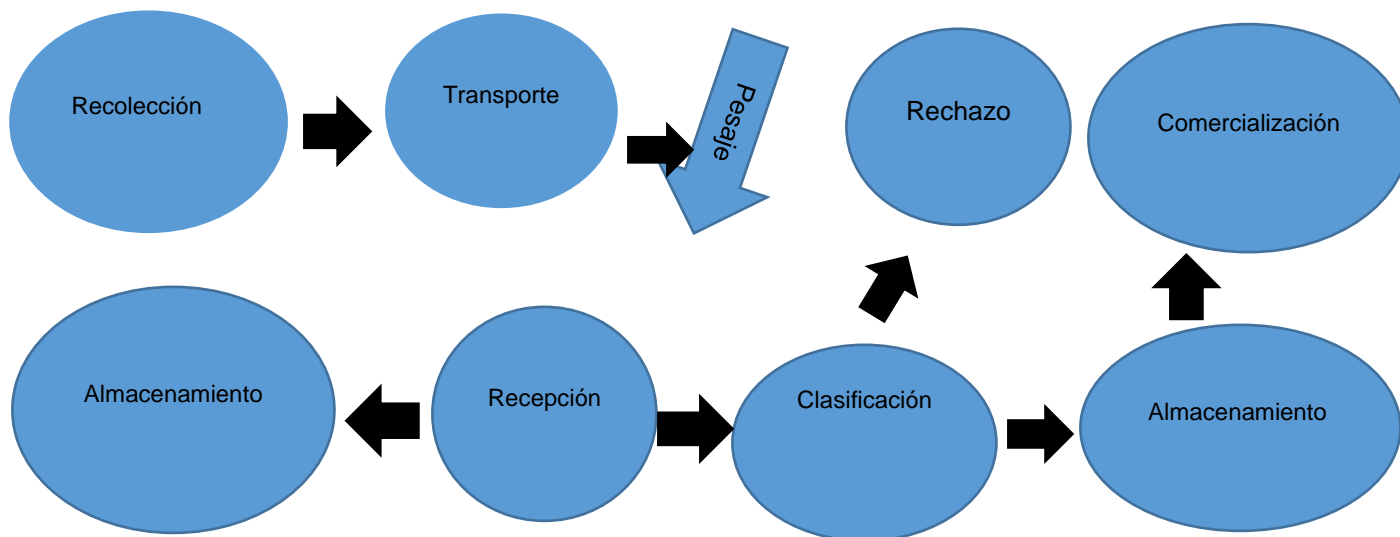 Recolección
Transporte
Pesaje
Rechazo
Comercialización
Almacenamiento
Recepción
Clasificación
Almacenamiento